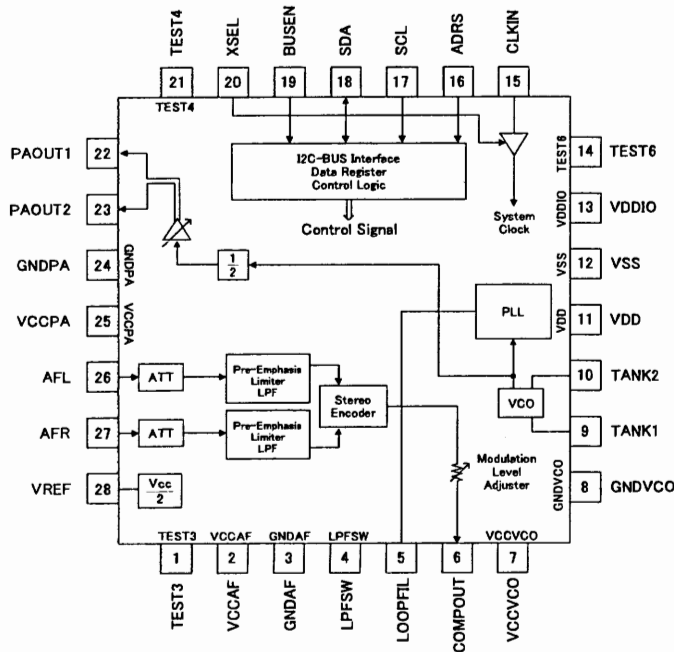 TEST4
XSEL
BUSEN
SDA
SCL
ADRS
CLKIN
21
20
19
18
17
16
15
TEST4
PAOUT1
22
I2C-BUS Interface
Data Register
Control Logic
TEST6
14
TEST6
PAOUT2
23
Control Signal
System
Clock
VDDIO
13
VDDIO
GNDPA
24
GNDPA
1
2
VSS
12
VSS
VCCPA
25
VCCPA
PLL
VDD
11
VDD
AFL
26
ATT
Pre-Emphasis
Limiter
LPF
Stereo
Encoder
VCO
10
TANK2
AFR
27
ATT
Pre-Emphasis
Limiter
LPF
9
TANK1
VREF
28
Vcc
2
Modulation
Level
Adjuster
GNDVCO
8
GNDVCO
TEST3
VCCAF
GNDAF
LPFSW
VCCVCO
1
2
3
4
5
6
7
TEST3
VCCAF
GNDAF
LPFSW
LOOPFIL
COMPOUT
VCCVCO